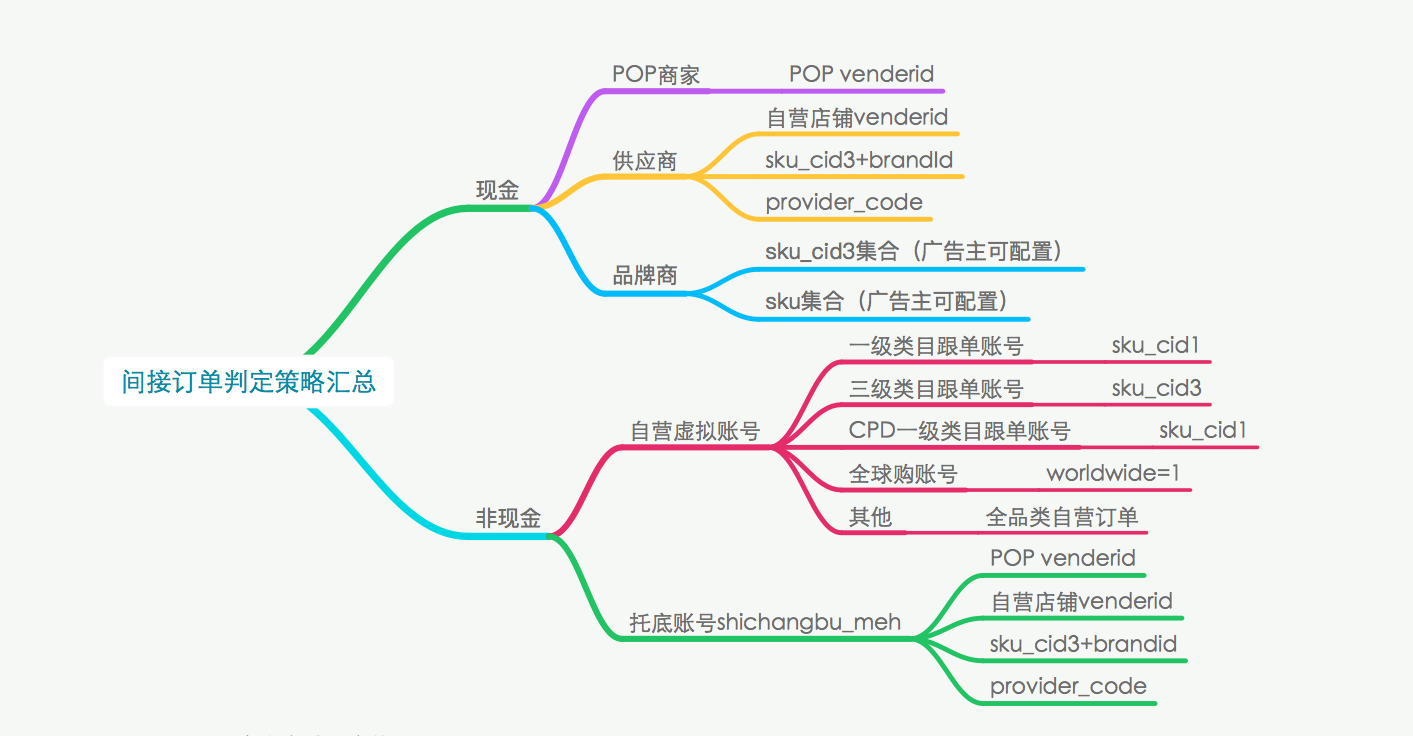 POP商家
POP venderid
自营店铺venderid
供应商
sku_cid3+brandId
provider_code
现金
品牌商
sku_cid3集合（广告主可配置）
sku集合（广告主可配置）
间接订单判定策略汇总
一级类目跟单账号
sku_cid1
三级类目跟单账号
sku_cid3
自营虚拟账号
CPD一级类目跟单账号
sku_cid1
全球购账号
worldwide=1
其他
全品类自营订单
非现金
POP venderid
自营店铺venderid
托底账号shichangbu_meh
sku_cid3+brandid
provider_code